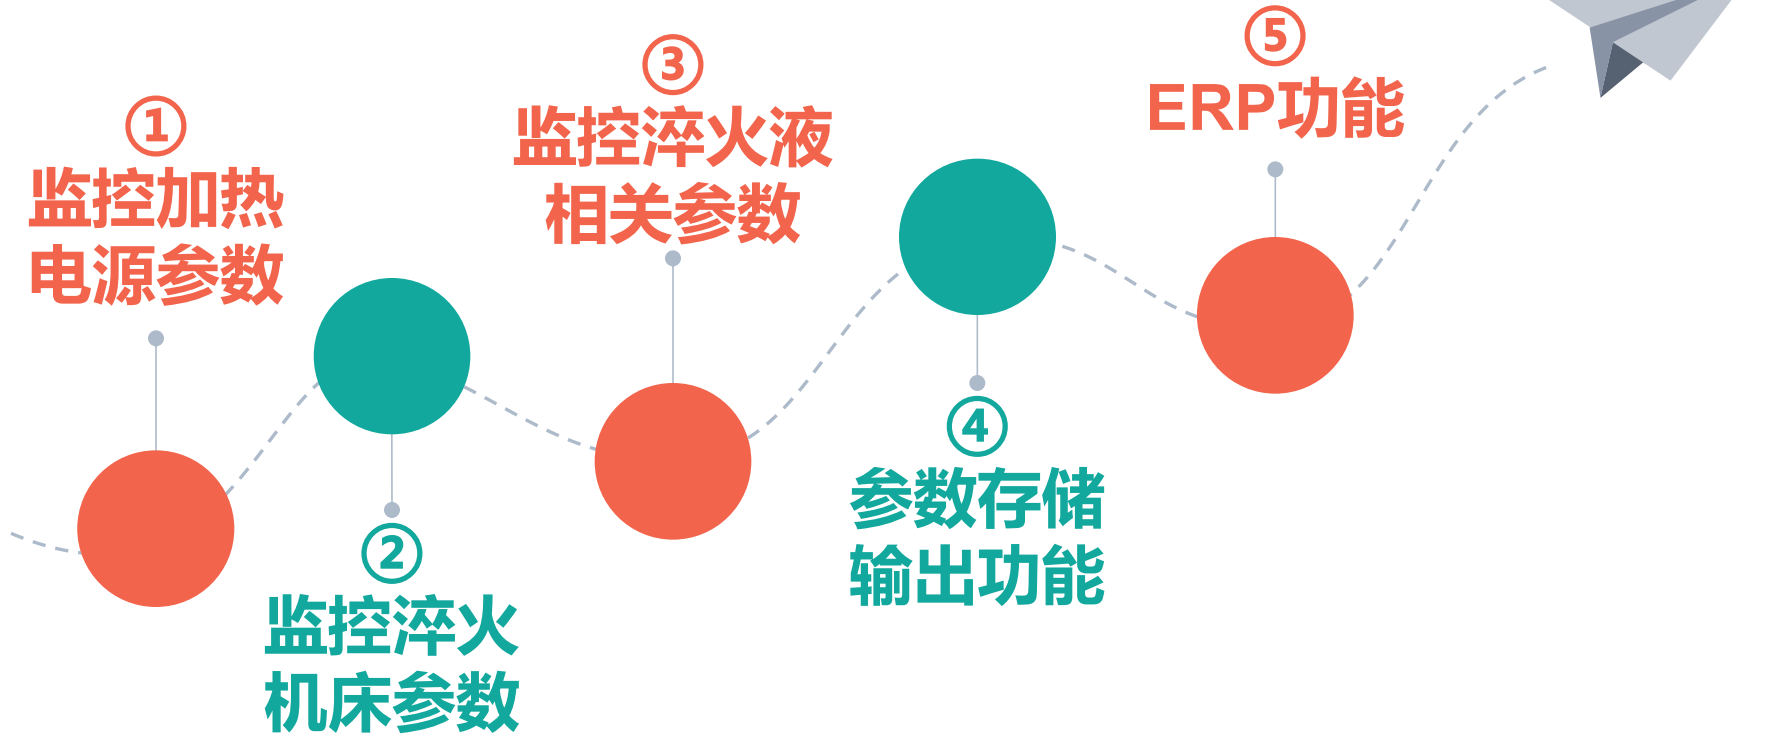 ①
监控加热
电源参数
②
监控淬火
机床参数
③
监控淬火液
相关参数
④
参数存储
输出功能
⑤
ERP功能